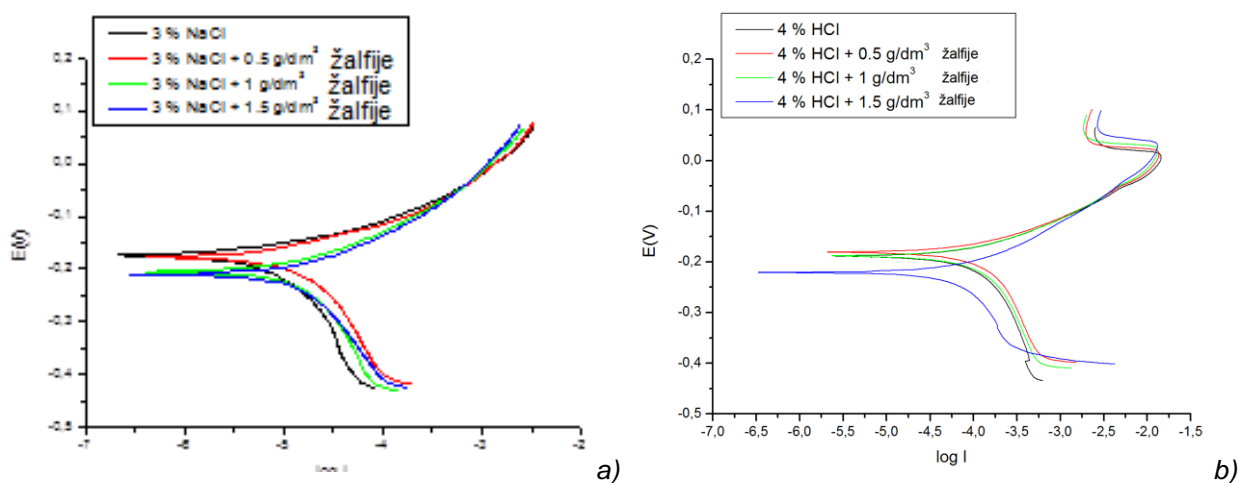 3 % NaCl
3 % NaCl + 0.5 g/dm³ žalfije
3 % NaCl + 1 g/dm³ žalfije
3 % NaCl + 1.5 g/dm³ žalfije
0,2
0,1
0,0
-0,1
-0,2
-0,3
-0,4
-0,5
E(V)
-7
-6
-5
-4
-3
-2
log I
a)
4 % HCl
4 % HCl + 0.5 g/dm³ žalfije
4 % HCl + 1 g/dm³ žalfije
4 % HCl + 1.5 g/dm³ žalfije
0,2
0,1
0,0
-0,1
-0,2
-0,3
-0,4
-0,5
E(V)
-7,0 -6,5 -6,0 -5,5 -5,0 -4,5 -4,0 -3,5 -3,0 -2,5 -2,0 -1,5
log I
b)